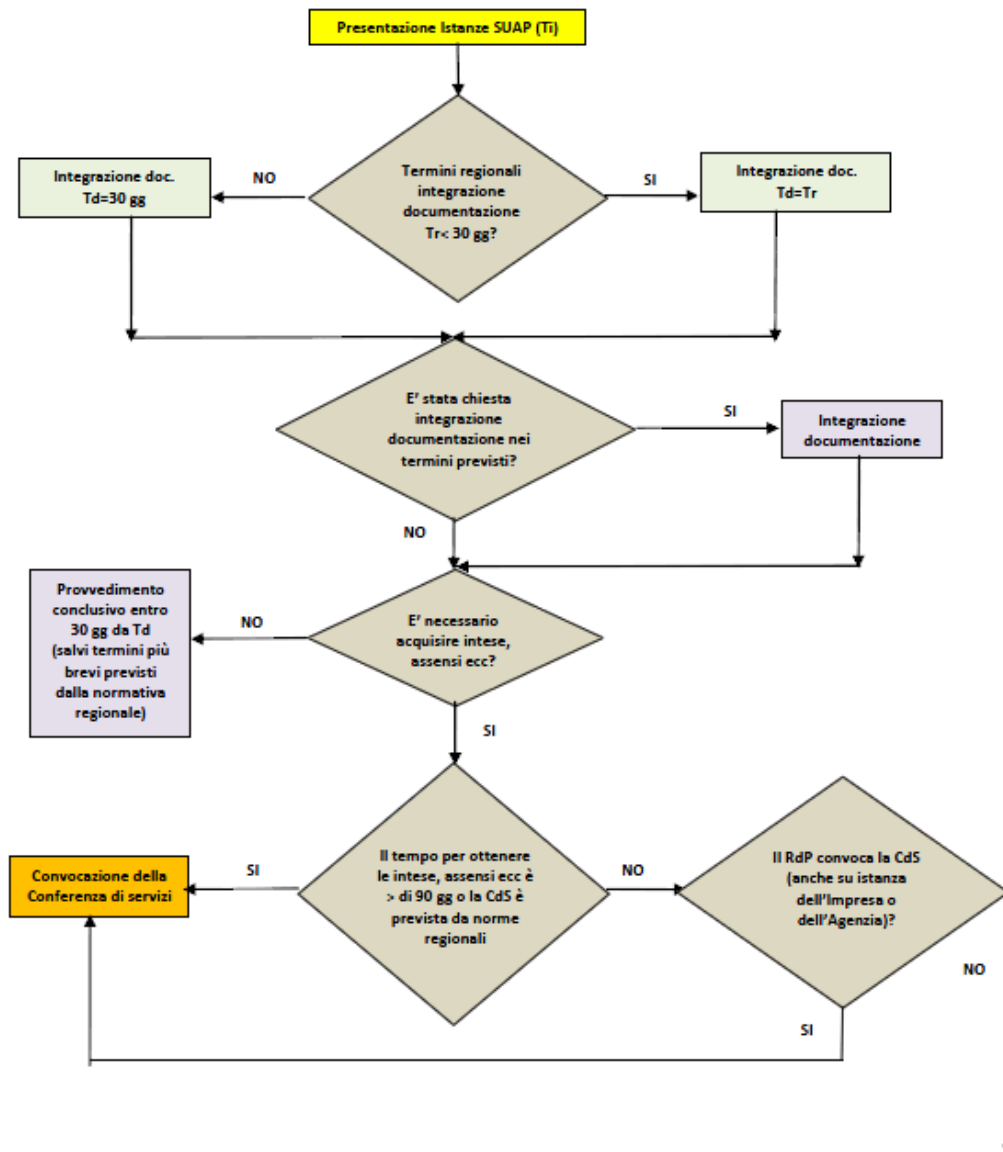 Presentazione Istanze SUAP (Ti)
Termini regionali
integrazione
documentazione
Tr< 30 gg?
NO
SI
Integrazione doc.
Td=30 gg
Integrazione doc.
Td=Tr
E' stata chiesta
integrazione
documentazione nei
termini previsti?
SI
Integrazione
documentazione
NO
E' necessario
acquisire intese,
assensi ecc?
NO
Provvedimento
conclusivo entro
30 gg da Td
(salvi termini più
brevi previsti
dalla normativa
regionale)
SI
Il tempo per ottenere
le intese, assensi ecc è
> di 90 gg o la CdS è
prevista da norme
regionali
SI
Convocazione della
Conferenza di servizi
NO
Il RdP convoca la CdS
(anche su istanza
dell'Impresa o
dell'Agenzia)?
NO
SI